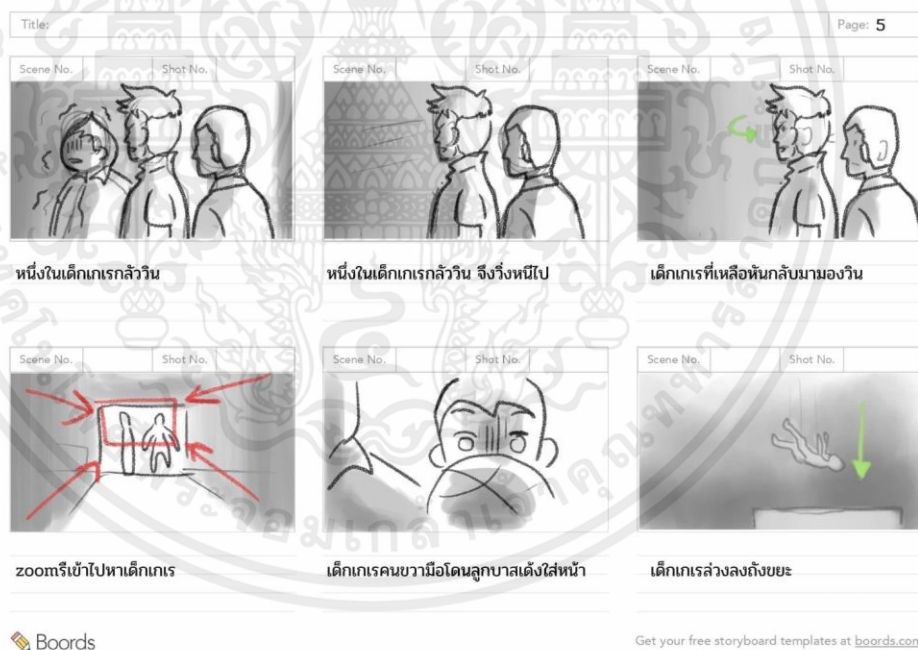 Title:
Page: 5
Scene No. Shot No.
Scene No. Shot No.
Scene No. Shot No.
หนึ่งในเด็กเกเรกลัววิน
หนึ่งในเด็กเกเรกลัววิน จึงวิ่งหนีไป
เด็กเกเรที่เหลือหันกลับมามองวิน
Scene No. Shot No.
Scene No. Shot No.
Scene No. Shot No.
zoomรีเข้าไปหาเด็กเกเร
เด็กเกเรคนขวามือโดนลูกบาสเด้งใส่หน้า
เด็กเกเรล่วงลงถังขยะ
Boords
Get your free storyboard templates at boords.com